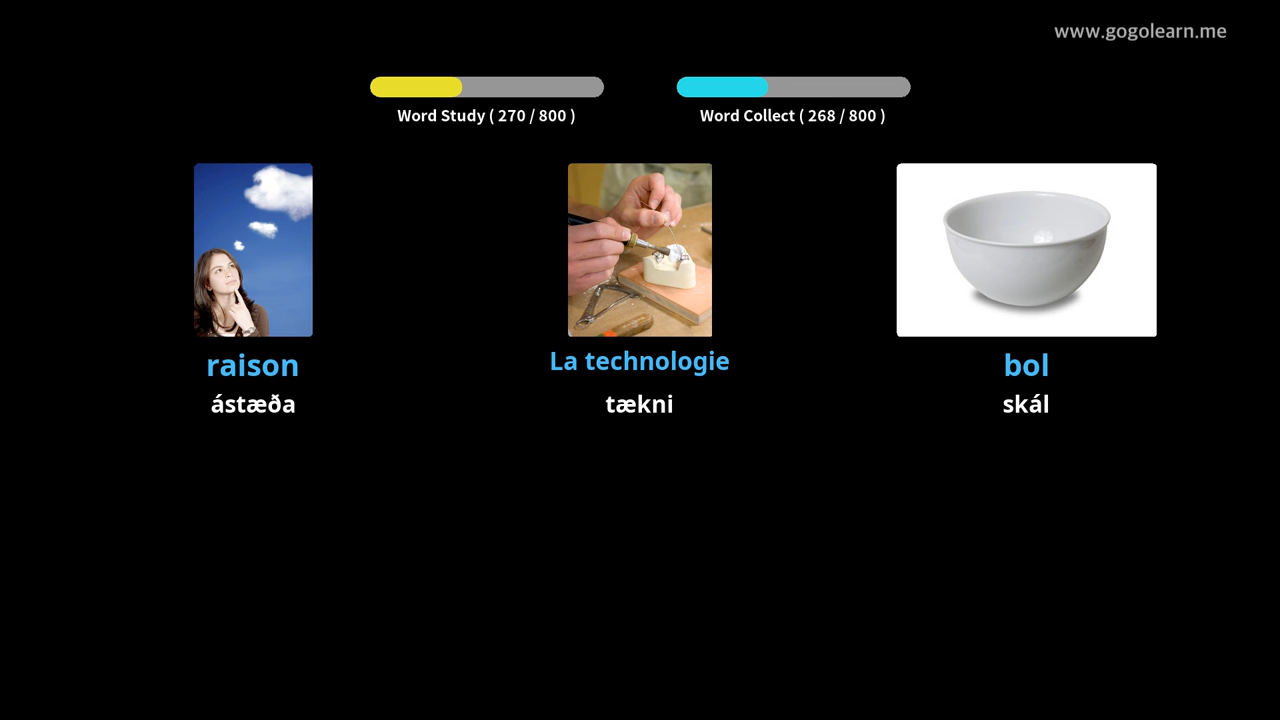 www.gogolearn.me
Word Study ( 270 / 800 )
Word Collect ( 268 / 800 )
raison
La technologie
bol
ástæða
tækni
skál